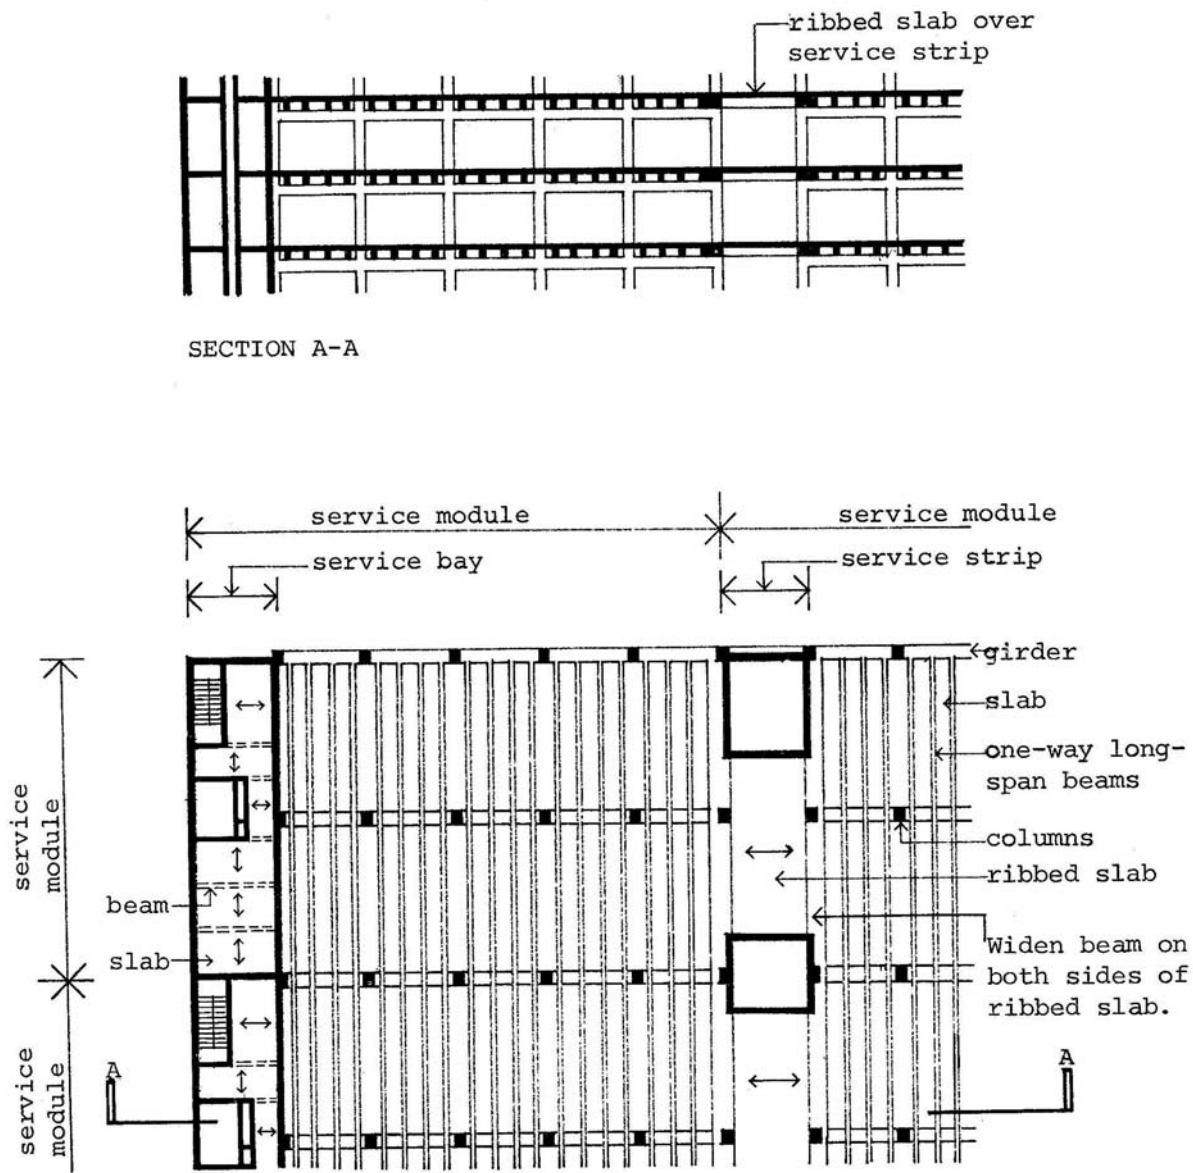 ribbed slab over
service strip
SECTION A-A
service module
service module
service bay
service strip
girder
slab
one-way long-
span beams
columns
ribbed slab
Widen beam on
both sides of
ribbed slab.
service
module
beam
slab
service
module
A
A